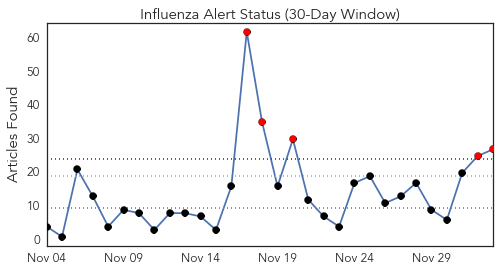 Influenza Alert Status (30-Day Window)
Articles Found
60
50
40
30
20
10
0
Nov 04 Nov 09 Nov 14 Nov 19 Nov 24 Nov 29